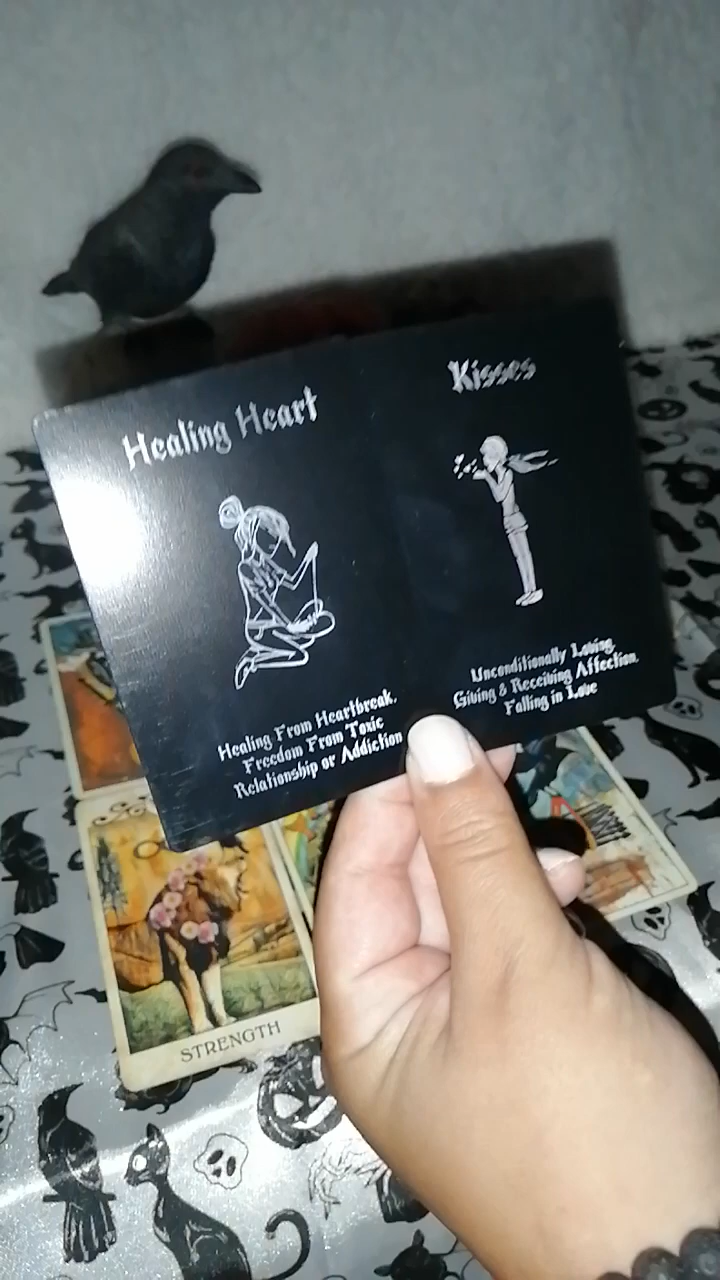 Healing Heart
Healing From Heartbreak,
Freedom From Toxic
Relationship or Addiction
Kisses
Unconditionally Loving,
Giving & Receiving Affection,
Falling in Love
STRENGTH